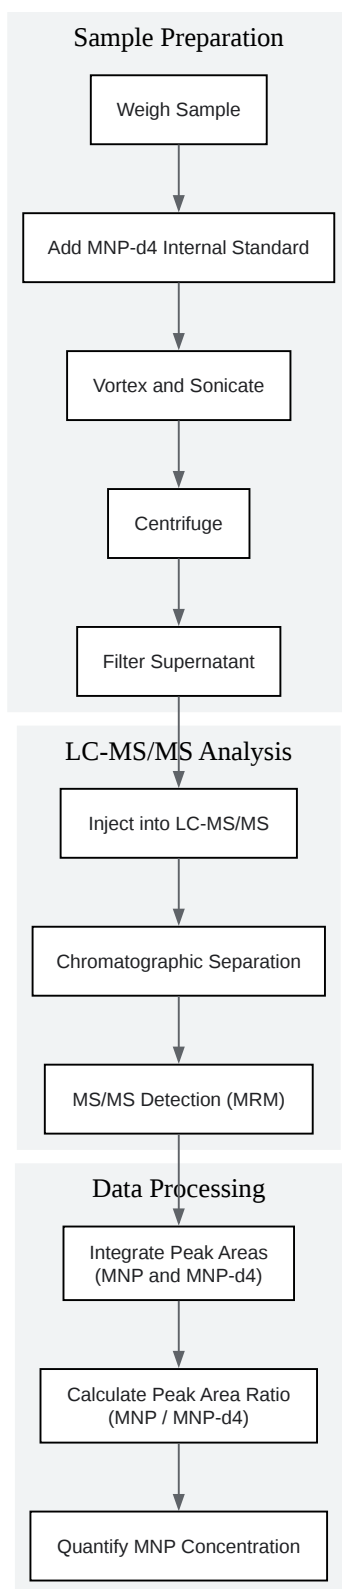 Sample Preparation
Weigh Sample
Add MNP-d4 Internal Standard
Vortex and Sonicate
Centrifuge
Filter Supernatant
LC-MS/MS Analysis
Inject into LC-MS/MS
Chromatographic Separation
MS/MS Detection (MRM)
Data Processing
Integrate Peak Areas
(MNP and MNP-d4)
Calculate Peak Area Ratio
(MNP / MNP-d4)
Quantify MNP Concentration